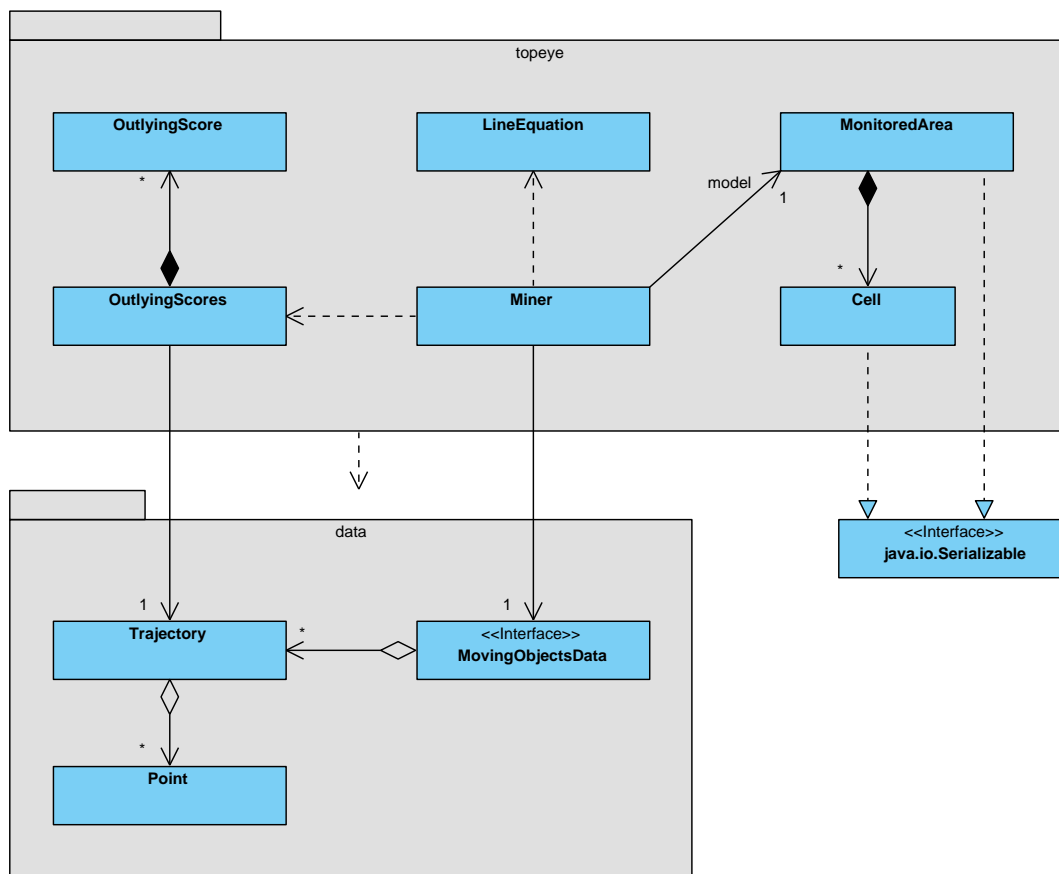 topeye
OutlyingScore
LineEquation
MonitoredArea
*
model
1
OutlyingScores
Miner
*
Cell
data
<<Interface>>
java.io.Serializable
1
1
Trajectory
*
<<Interface>>
MovingObjectsData
*
Point